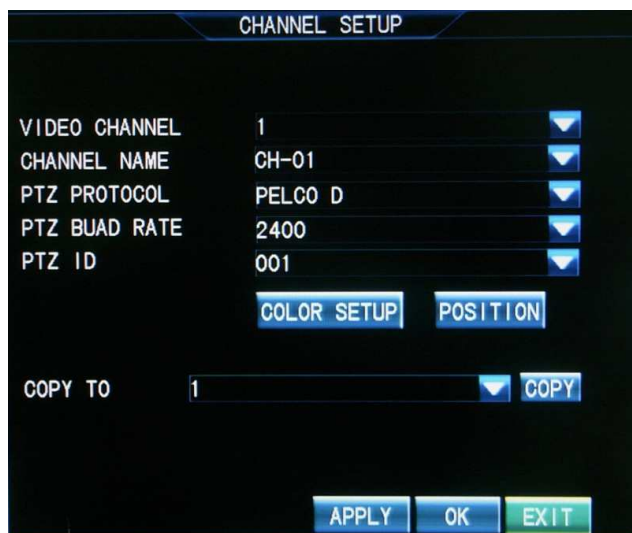 CHANNEL SETUP
VIDEO CHANNEL 1
CHANNEL NAME CH-01
PTZ PROTOCOL PELCO D
PTZ BUAD RATE 2400
PTZ ID 001
COLOR SETUP POSITION
COPY TO 1 COPY
APPLY OK EXIT